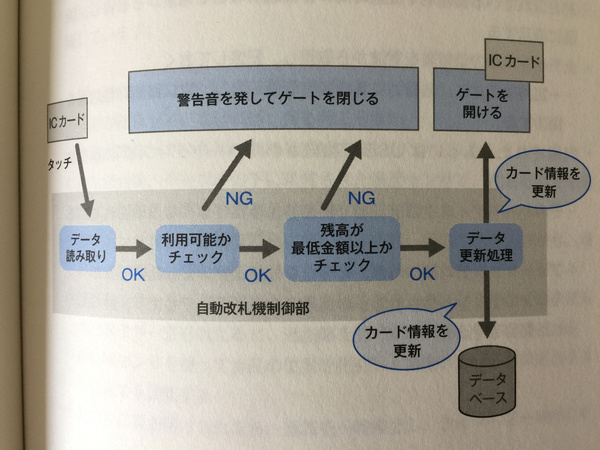 ICカード
警告音を発してゲートを閉じる
ゲートを
開ける
ICカード
タッチ
カード情報を
更新
NG
NG
データ
読み取り
OK
利用可能か
チェック
OK
残高が
最低金額以上か
チェック
OK
データ
更新処理
自動改札機制御部
カード情報を
更新
データ
ベース